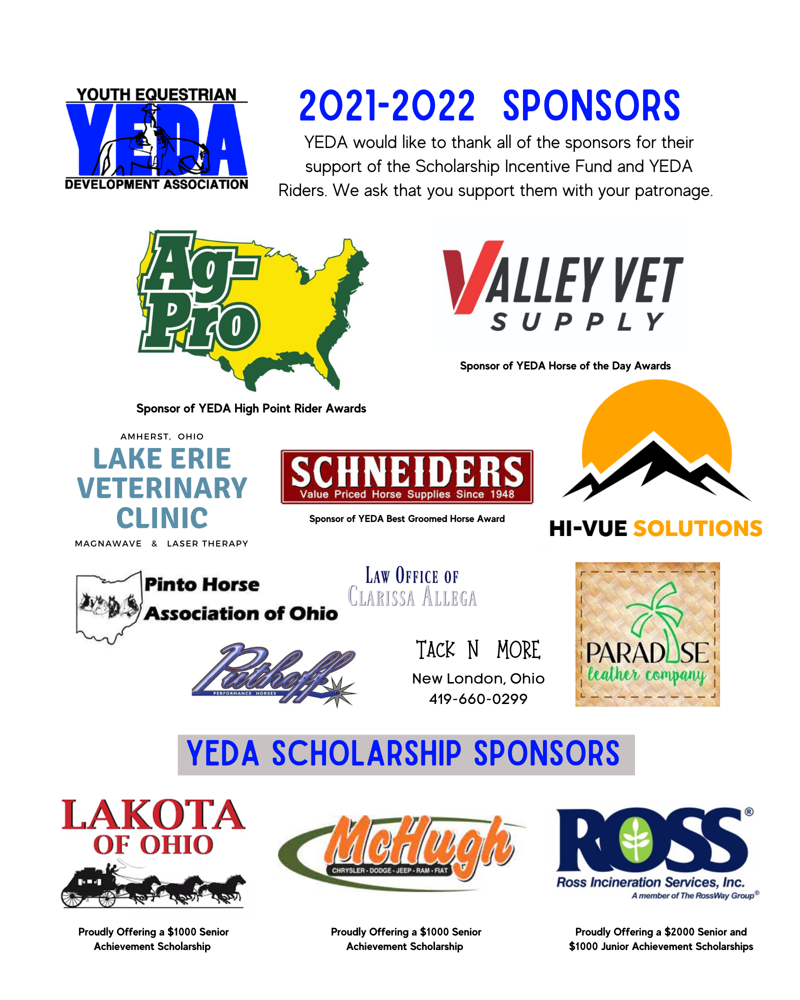 YOUTH EQUESTRIAN
YEDA
DEVELOPMENT ASSOCIATION
2021-2022 SPONSORS
YEDA would like to thank all of the sponsors for their
support of the Scholarship Incentive Fund and YEDA
Riders. We ask that you support them with your patronage.
Ag-
Pro
Sponsor of YEDA High Point Rider Awards
VALLEY VET
SUPPLY
Sponsor of YEDA Horse of the Day Awards
AMHERST, OHIO
LAKE ERIE
VETERINARY
CLINIC
MAGNAWAVE & LASER THERAPY
SCHNEIDERS
Value Priced Horse Supplies Since 1948
Sponsor of YEDA Best Groomed Horse Award
HI-VUE SOLUTIONS
Pinto Horse
Association of Ohio
LAW OFFICE OF
CLARISSA ALLEGA
Puthoff
PERFORMANCE HORSES
TACK N MORE
New London, Ohio
419-660-0299
PARADISE
leather company
YEDA SCHOLARSHIP SPONSORS
LAKOTA
OF OHIO
Proudly Offering a $1000 Senior
Achievement Scholarship
McHugh
CHRYSLER • DODGE • JEEP • RAM • FIAT
Proudly Offering a $1000 Senior
Achievement Scholarship
ROSS®
Ross Incineration Services, Inc.
A member of The RossWay Group®
Proudly Offering a $2000 Senior and
$1000 Junior Achievement Scholarships